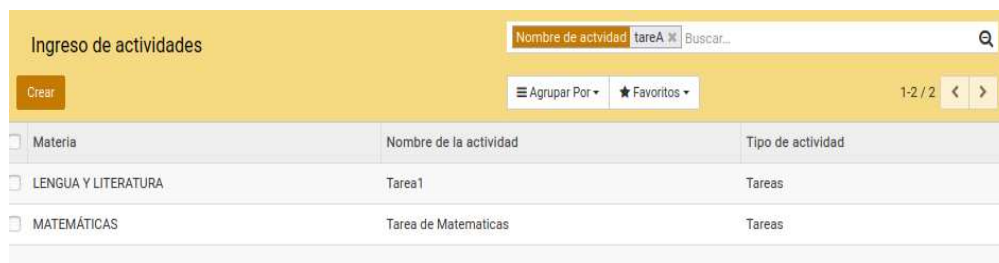 Ingreso de actividades
Nombre de actvidad tareA Buscar...
Crear
Agrupar Por Favoritos 1-2 / 2
Materia Nombre de la actividad Tipo de actividad
LENGUA Y LITERATURA Tarea1 Tareas
MATEMÁTICAS Tarea de Matematicas Tareas